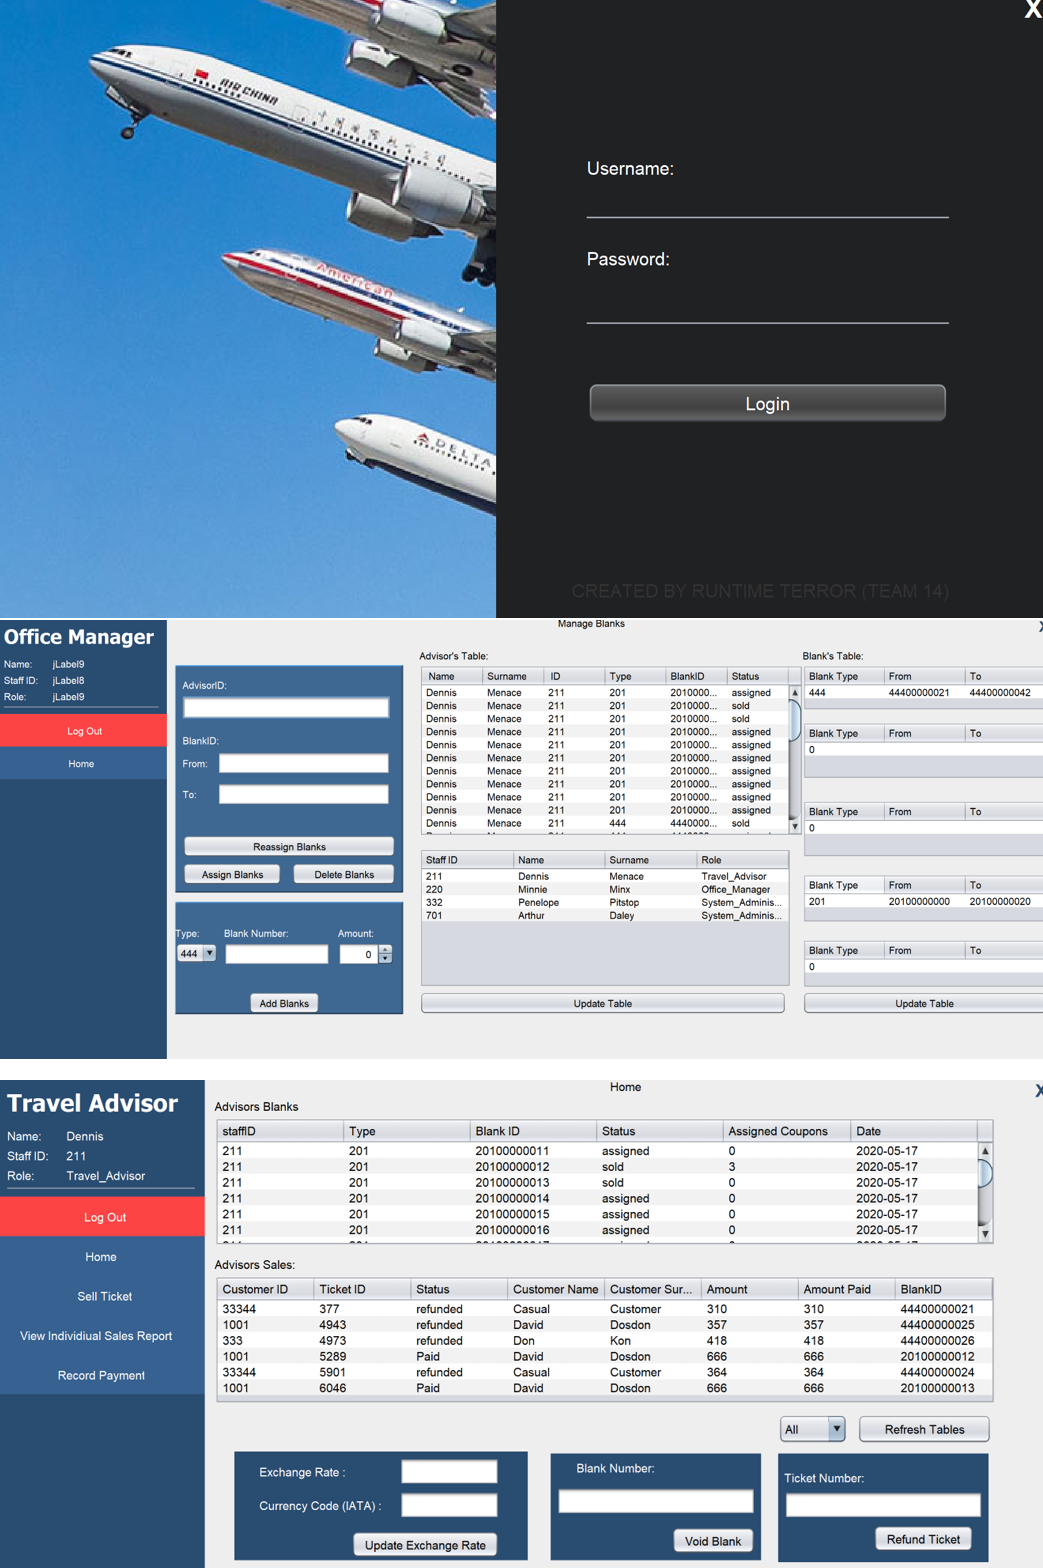 X
AIR CHINA
American
DELTA
Username:
Password:
Login
CREATED BY RUNTIME TERROR (TEAM 14)
Manage Blanks
X
Office Manager
Name: jLabel9
Staff ID: jLabel8
Role: jLabel9
Log Out
Home
AdvisorID:
BlankID:
From:
To:
Reassign Blanks
Assign Blanks Delete Blanks
Type: Blank Number: Amount:
444 0
Add Blanks
Advisor's Table:
Name Surname ID Type BlankID Status
Dennis Menace 211 201 2010000... assigned
Dennis Menace 211 201 2010000... sold
Dennis Menace 211 201 2010000... sold
Dennis Menace 211 201 2010000... assigned
Dennis Menace 211 201 2010000... assigned
Dennis Menace 211 201 2010000... assigned
Dennis Menace 211 201 2010000... assigned
Dennis Menace 211 201 2010000... assigned
Dennis Menace 211 201 2010000... assigned
Dennis Menace 211 201 2010000... assigned
Dennis Menace 211 444 4440000... sold
Staff ID Name Surname Role
211 Dennis Menace Travel_Advisor
220 Minnie Minx Office_Manager
332 Penelope Pitstop System_Adminis...
701 Arthur Daley System_Adminis...
Update Table
Blank's Table:
Blank Type From To
444 44400000021 44400000042
Blank Type From To
0
Blank Type From To
0
Blank Type From To
201 20100000000 20100000020
Blank Type From To
0
Update Table
Home
X
Travel Advisor
Name: Dennis
Staff ID: 211
Role: Travel_Advisor
Log Out
Home
Sell Ticket
View Individiual Sales Report
Record Payment
Advisors Blanks
staffID Type Blank ID Status Assigned Coupons Date
211 201 20100000011 assigned 0 2020-05-17
211 201 20100000012 sold 3 2020-05-17
211 201 20100000013 sold 0 2020-05-17
211 201 20100000014 assigned 0 2020-05-17
211 201 20100000015 assigned 0 2020-05-17
211 201 20100000016 assigned 0 2020-05-17
Advisors Sales:
Customer ID Ticket ID Status Customer Name Customer Sur... Amount Amount Paid BlankID
33344 377 refunded Casual Customer 310 310 44400000021
1001 4943 refunded David Dosdon 357 357 44400000025
333 4973 refunded Don Kon 418 418 44400000026
1001 5289 Paid David Dosdon 666 666 20100000012
33344 5901 refunded Casual Customer 364 364 44400000024
1001 6046 Paid David Dosdon 666 666 20100000013
All Refresh Tables
Exchange Rate :
Currency Code (IATA) :
Update Exchange Rate
Blank Number:
Void Blank
Ticket Number:
Refund Ticket